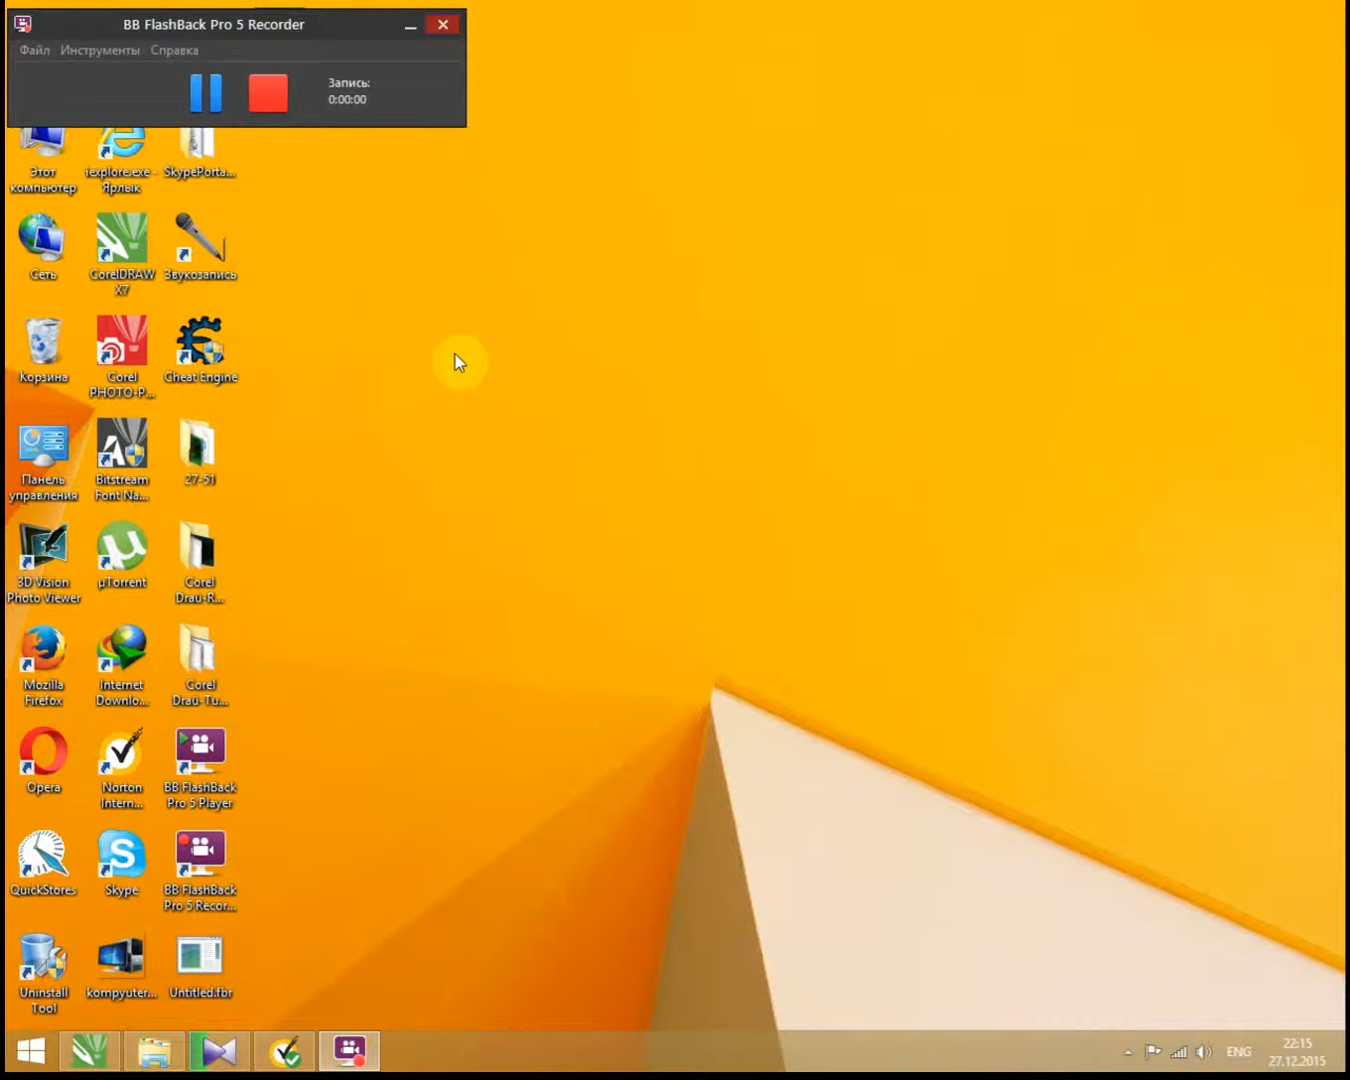 BB FlashBack Pro 5 Recorder
Файл Инструменты Справка
Запись:
0:00:00
Этот
компьютер
iexplore.exe -
Ярлык
SkypePorta...
Сеть
CorelDRAW
X7
Звукозапись
Корзина
Corel
PHOTO-P...
Cheat Engine
Панель
управления
Bitstream
Font Na...
27-51
3D Vision
Photo Viewer
µTorrent
Corel
Drau-R...
Mozilla
Firefox
Internet
Downlo...
Corel
Drau-Tu...
Opera
Norton
Intern...
BB FlashBack
Pro 5 Player
QuickStores
Skype
BB FlashBack
Pro 5 Recor...
Uninstall
Tool
kompyuter...
Untitled.fbr
ENG
22:15
27.12.2015